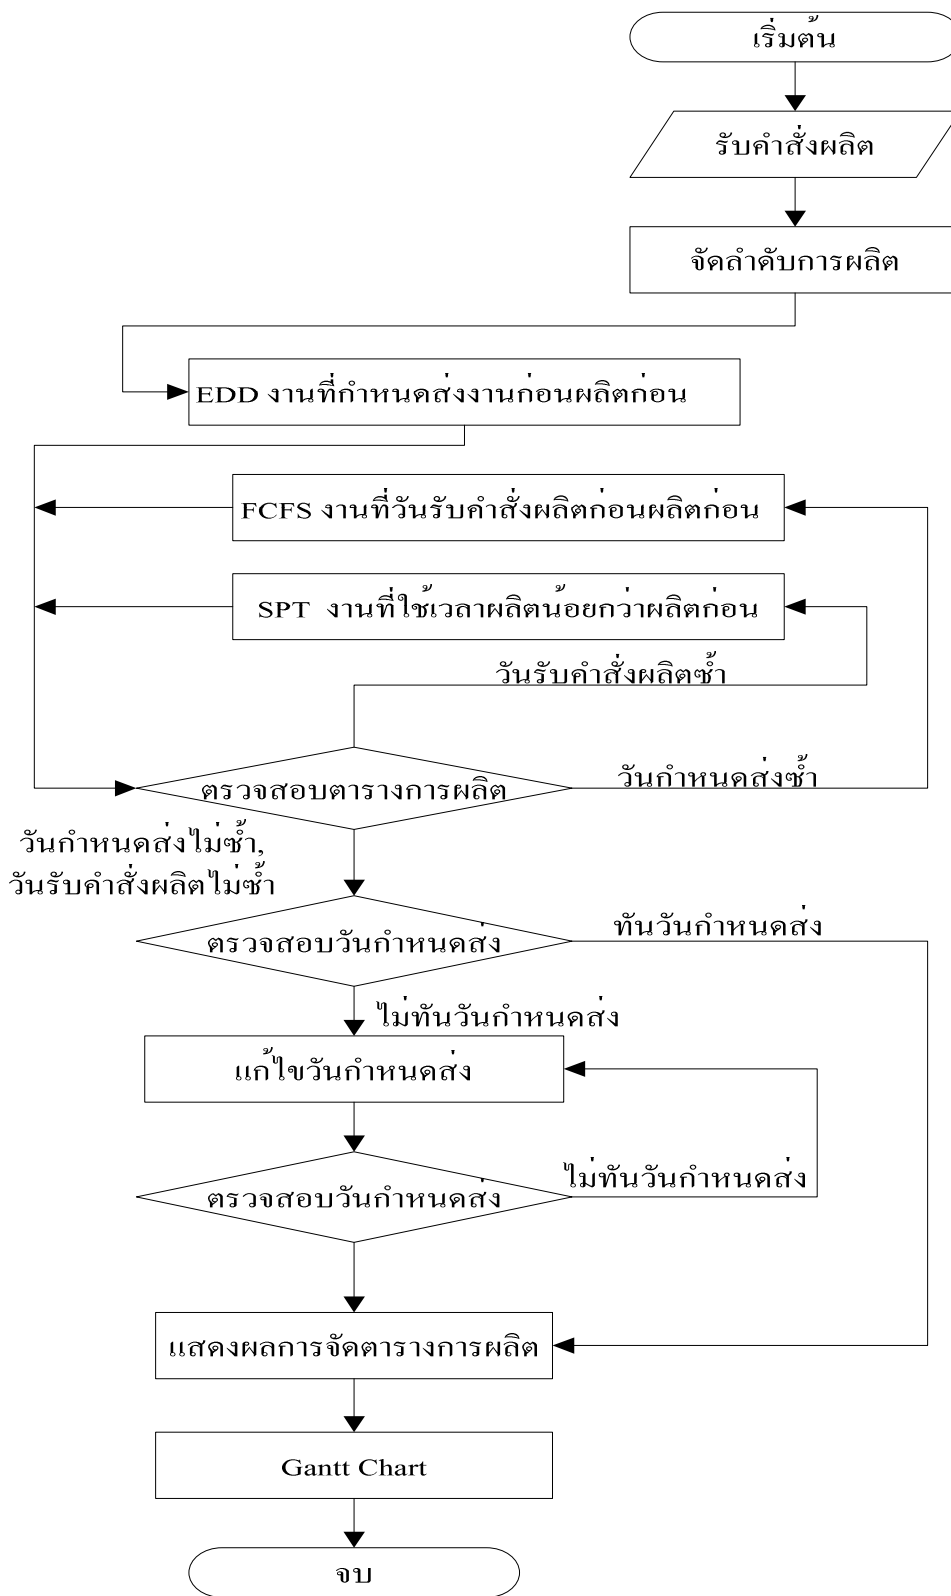 เริ่มต้น
รับคำสั่งผลิต
จัดลำดับการผลิต
EDD งานที่กำหนดส่งงานก่อนผลิตก่อน
FCFS งานที่วันรับคำสั่งผลิตก่อนผลิตก่อน
SPT งานที่ใช้เวลาผลิตน้อยกว่าผลิตก่อน
วันรับคำสั่งผลิตซ้ำ
ตรวจสอบตารางการผลิต
วันกำหนดส่งซ้ำ
วันกำหนดส่งไม่ซ้ำ,
วันรับคำสั่งผลิตไม่ซ้ำ
ตรวจสอบวันกำหนดส่ง
ทันวันกำหนดส่ง
ไม่ทันวันกำหนดส่ง
แก้ไขวันกำหนดส่ง
ไม่ทันวันกำหนดส่ง
ตรวจสอบวันกำหนดส่ง
แสดงผลการจัดตารางการผลิต
Gantt Chart
จบ